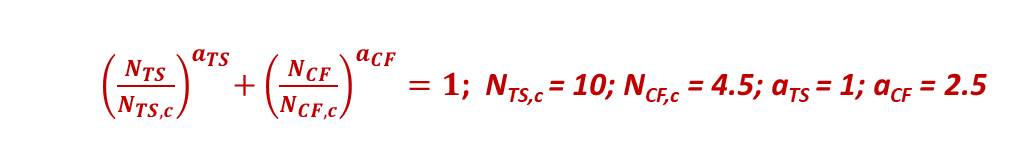 (N_TS/N_TS,c)^a_TS + (N_CF/N_CF,c)^a_CF = 1; N_TS,c = 10; N_CF,c = 4.5; a_TS = 1; a_CF = 2.5